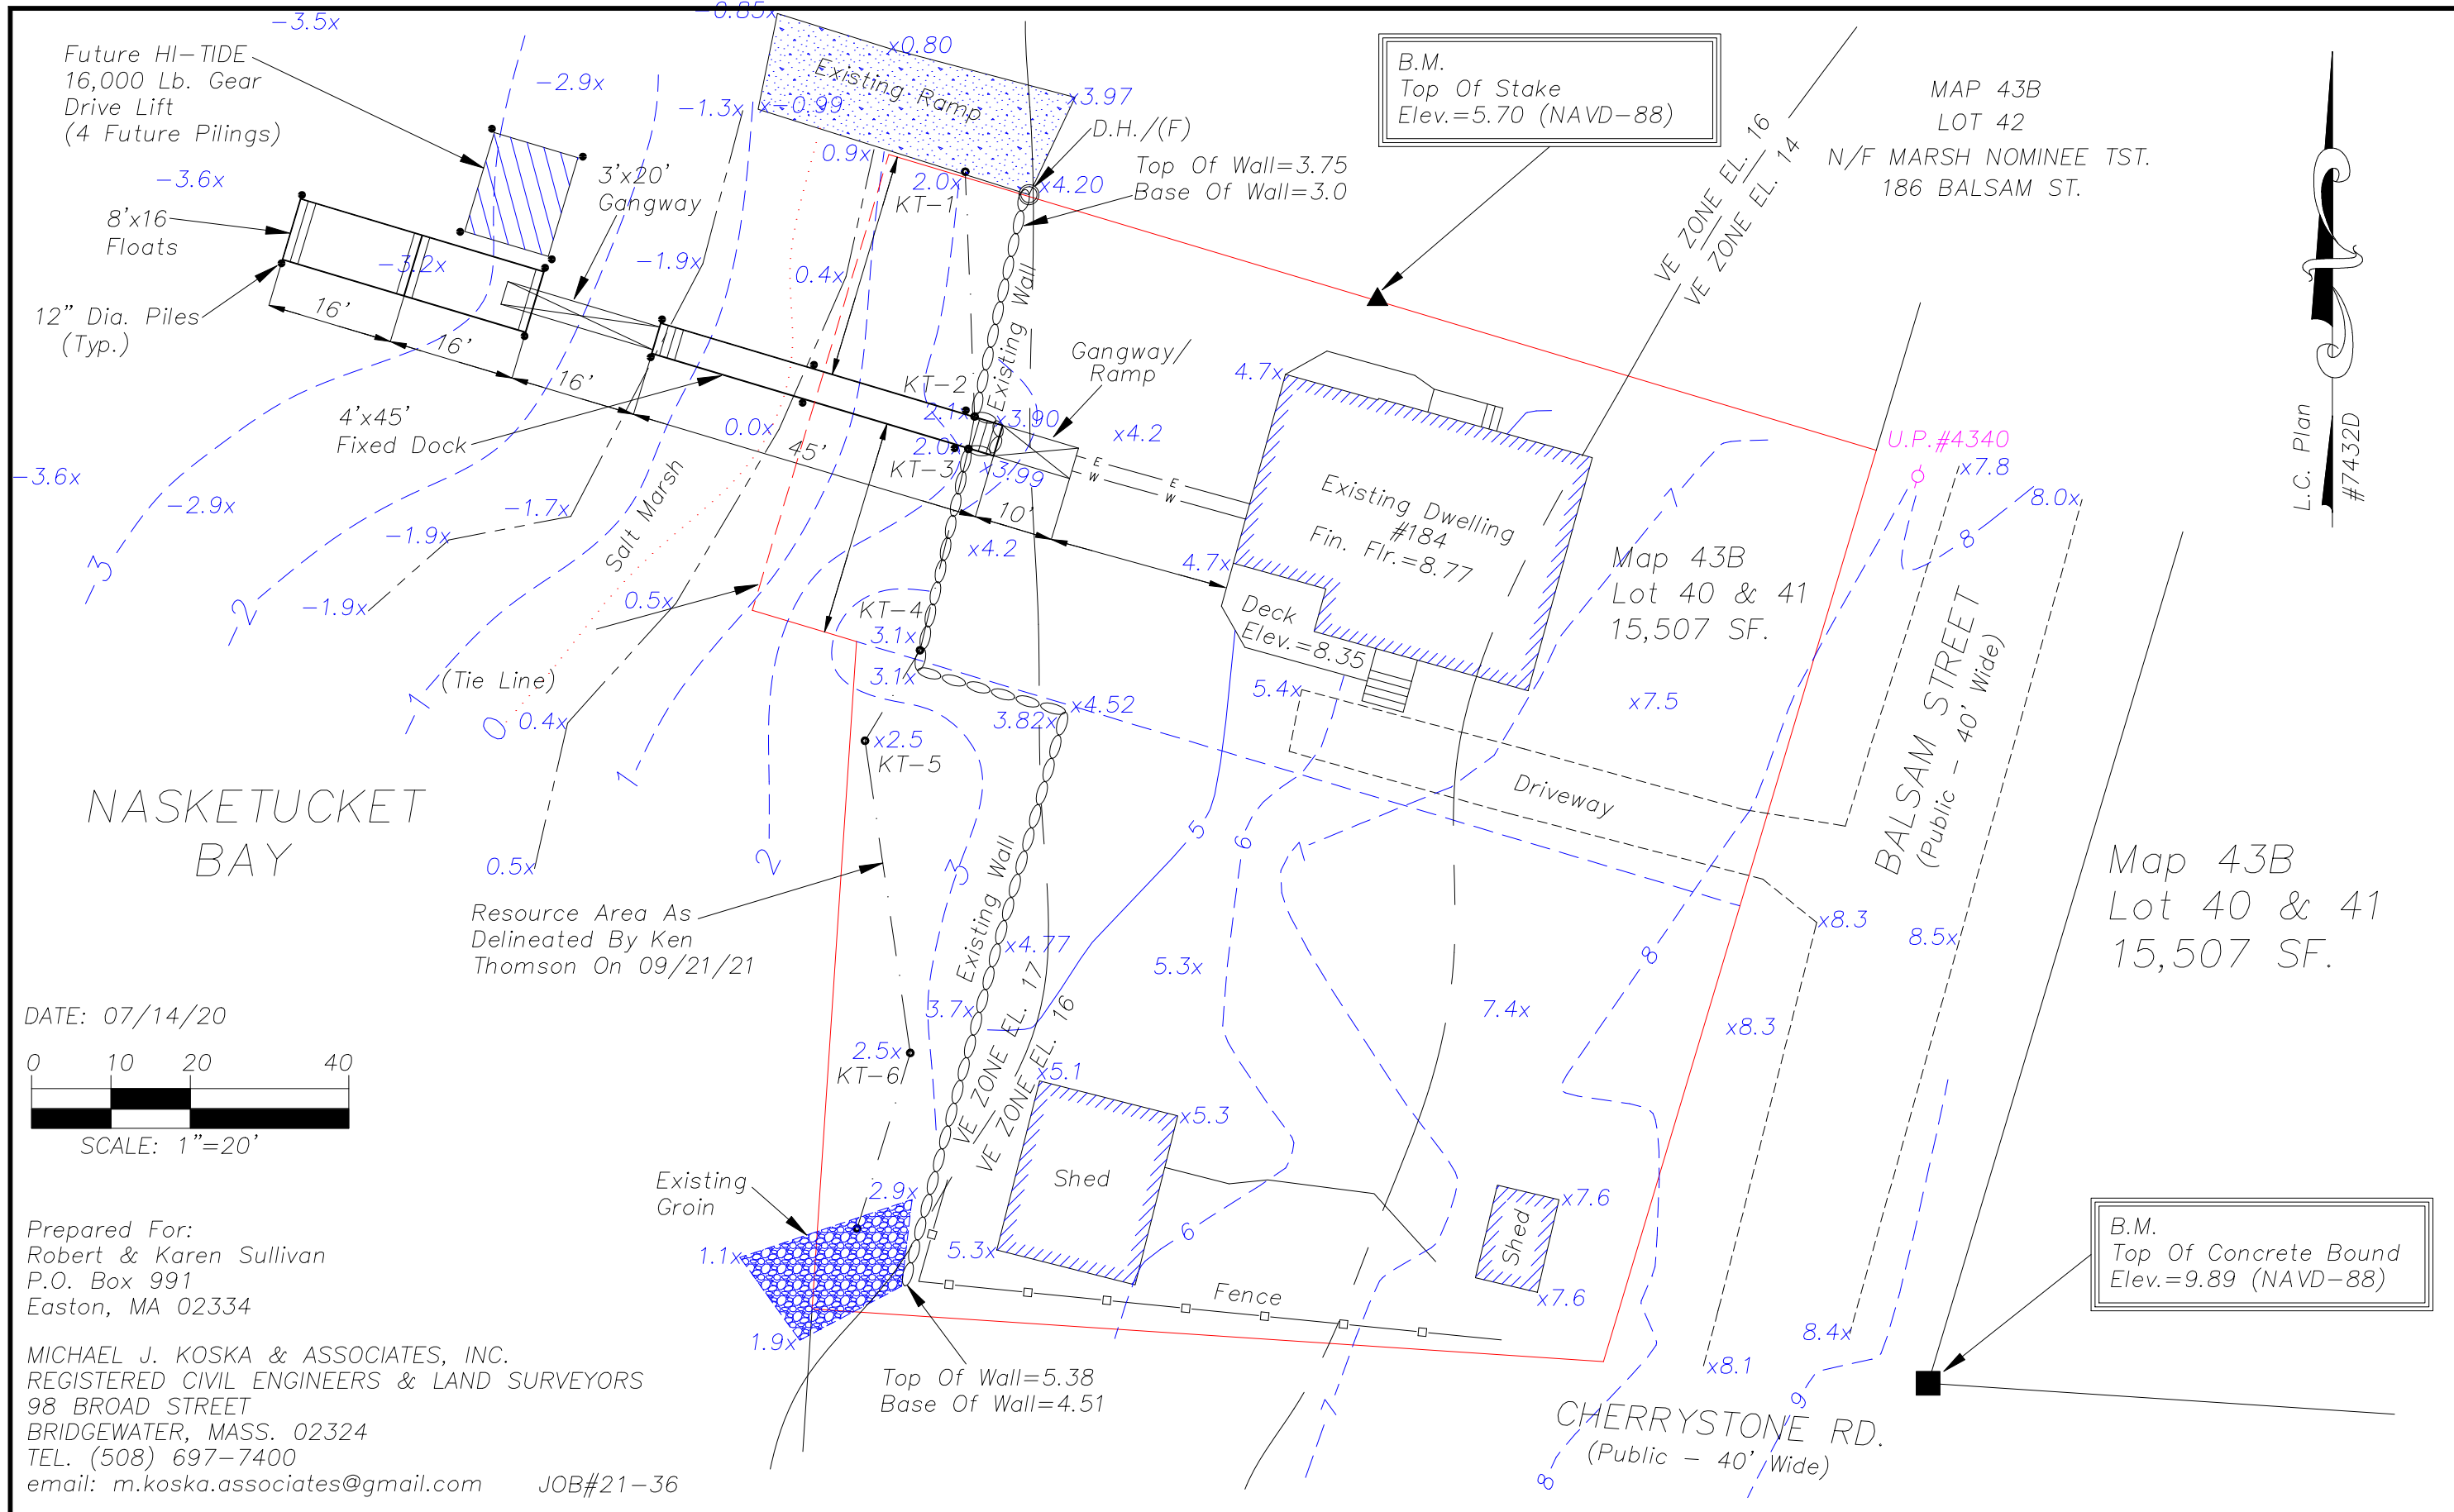 -3.5x
-0.85x
x0.80
Existing Ramp
x3.97
-2.9x
-1.3x
x-0.99
Future HI-TIDE
16,000 Lb. Gear
Drive Lift
(4 Future Pilings)
-3.6x
8'x16
Floats
3'x20'
Gangway
0.9x
2.0x
KT-1
D.H./(F)
x4.20
Top Of Wall=3.75
Base Of Wall=3.0
B.M.
Top Of Stake
Elev.=5.70 (NAVD-88)
VE ZONE EL. 16
VE ZONE EL. 14
MAP 43B
LOT 42
N/F MARSH NOMINEE TST.
186 BALSAM ST.
L.C. Plan
#7432D
-3.2x
-1.9x
0.4x
Existing Wall
12" Dia. Piles
(Typ.)
16'
16'
16'
4'x45'
Fixed Dock
0.0x
45'
KT-2
2.1x
x3.90
2.0x
KT-3
x3.99
Gangway/
Ramp
x4.2
E
W
E
W
4.7x
10'
x4.2
4.7x
Existing Dwelling
#184
Fin. Flr.=8.77
Deck
Elev.=8.35
7
U.P.#4340
x7.8
8.0x
8
Map 43B
Lot 40 & 41
15,507 SF.
-3.6x
-2.9x
-1.9x
-1.7x
-1.9x
Salt Marsh
0.5x
3
2
1
0
(Tie Line)
0.4x
1
KT-4
3.1x
3.1x
3.82x
x4.52
x2.5
KT-5
5.4x
x7.5
Driveway
BALSAM STREET
(Public - 40' Wide)
NASKETUCKET
BAY
0.5x
2
3
5
6
7
8
Existing Wall
x4.77
Resource Area As
Delineated By Ken
Thomson On 09/21/21
5.3x
x8.3
8.5x
Map 43B
Lot 40 & 41
15,507 SF.
3.7x
7.4x
x8.3
VE ZONE EL. 17
VE ZONE EL. 16
2.5x
KT-6
DATE: 07/14/20
0 10 20 40
SCALE: 1"=20'
x5.1
x5.3
Shed
5.3x
6
Existing
Groin
2.9x
1.1x
1.9x
Shed
x7.6
x7.6
Fence
Top Of Wall=5.38
Base Of Wall=4.51
8.4x
x8.1
7
8
9
CHERRYSTONE RD.
(Public - 40' Wide)
B.M.
Top Of Concrete Bound
Elev.=9.89 (NAVD-88)
Prepared For:
Robert & Karen Sullivan
P.O. Box 991
Easton, MA 02334
MICHAEL J. KOSKA & ASSOCIATES, INC.
REGISTERED CIVIL ENGINEERS & LAND SURVEYORS
98 BROAD STREET
BRIDGEWATER, MASS. 02324
TEL. (508) 697-7400
email: m.koska.associates@gmail.com JOB#21-36